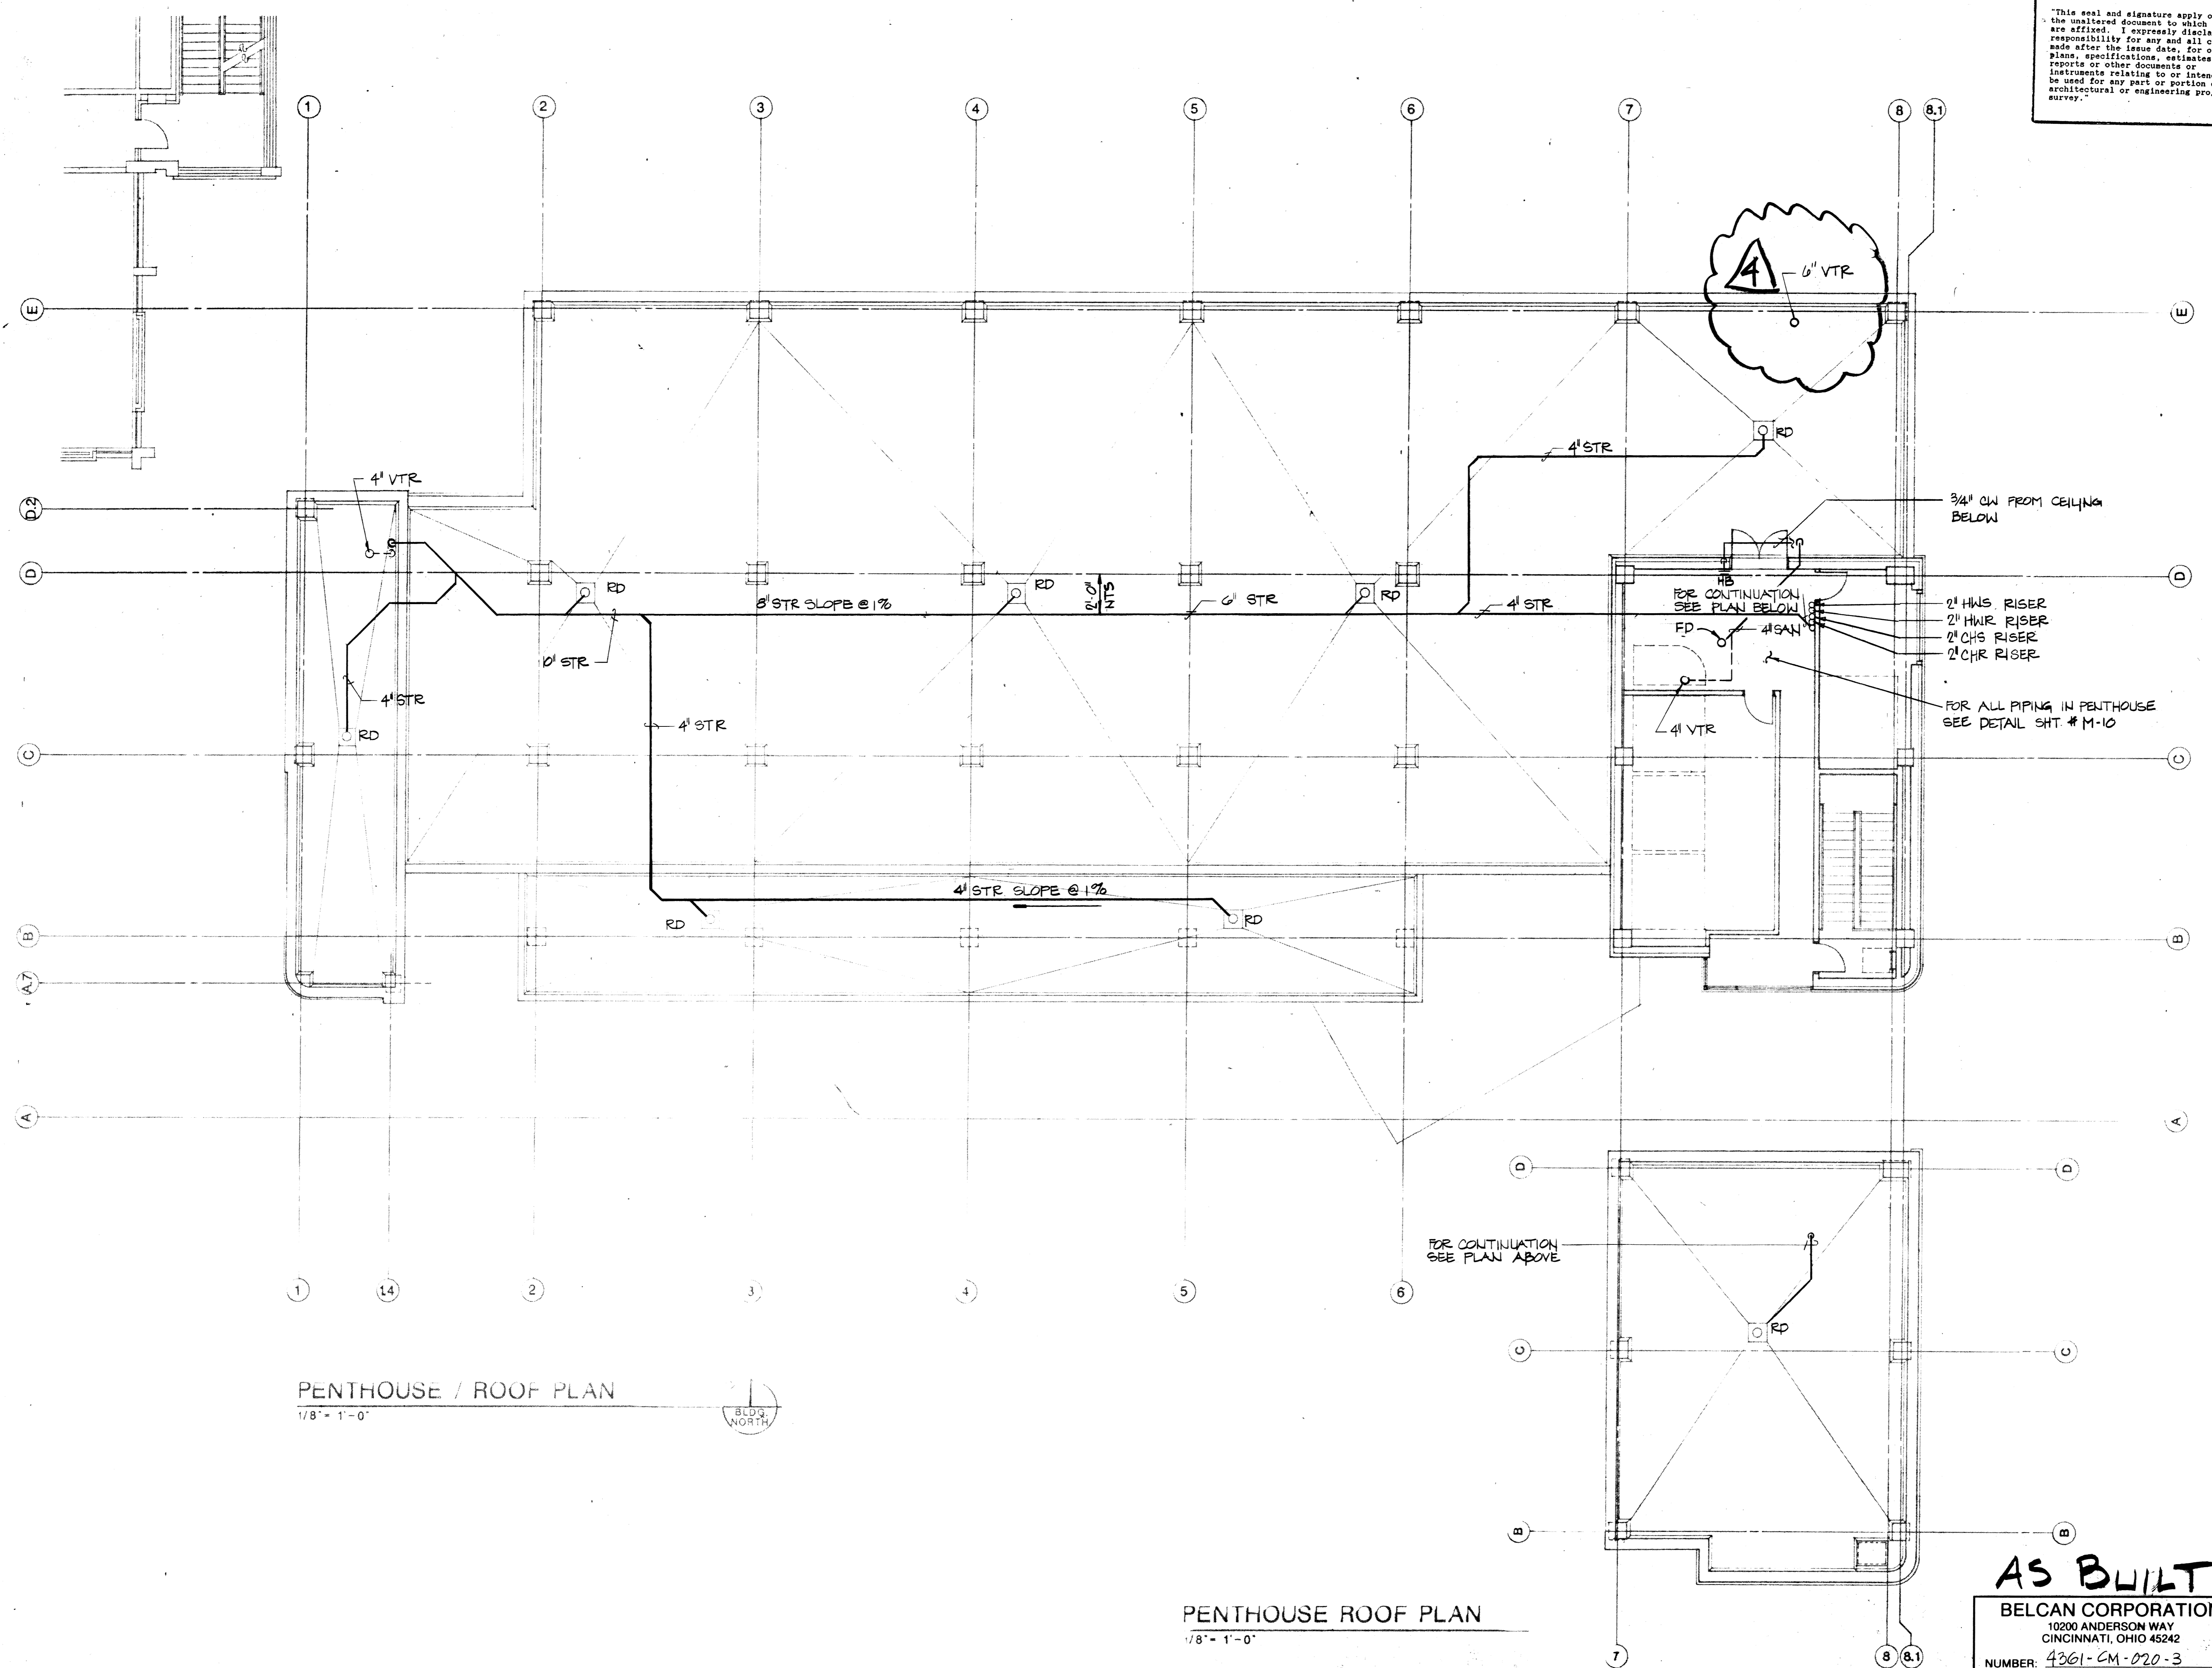 "This seal and signature apply o
the unaltered document to which
are affixed. I expressly discla
responsibility for any and all c
made after the issue date, for o
plans, specifications, estimates
reports or other documents or
instruments relating to or inten
be used for any part or portion
architectural or engineering pro
survey."
1
2
3
4
5
6
7
8
8.1
4
6" VTR
E
E
RD
4" STR
4" VTR
D.2
3/4" CW FROM CEILING
BELOW
D
D
RD
RD
RD
2'-0"
NTS
HB
8" STR SLOPE @ 1%
6" STR
4" STR
FOR CONTINUATION
SEE PLAN BELOW
FD
4" SAN
2" HWS. RISER
2" HWR RISER
2" CHS RISER
2" CHR RISER
10" STR
4" STR
4" STR
RD
4" VTR
FOR ALL PIPING IN PENTHOUSE
SEE DETAIL SHT. # M-10
C
C
4" STR SLOPE @ 1%
RD
RD
B
B
A.7
A
A
D
D
FOR CONTINUATION
SEE PLAN ABOVE
1
1.4
2
3
4
5
6
RD
C
C
PENTHOUSE / ROOF PLAN
1/8" = 1'-0"
BLDG.
NORTH
B
B
PENTHOUSE ROOF PLAN
1/8" = 1'-0"
7
8
8.1
AS BUILT
BELCAN CORPORATION
10200 ANDERSON WAY
CINCINNATI, OHIO 45242
NUMBER: 4361-CM-020-3